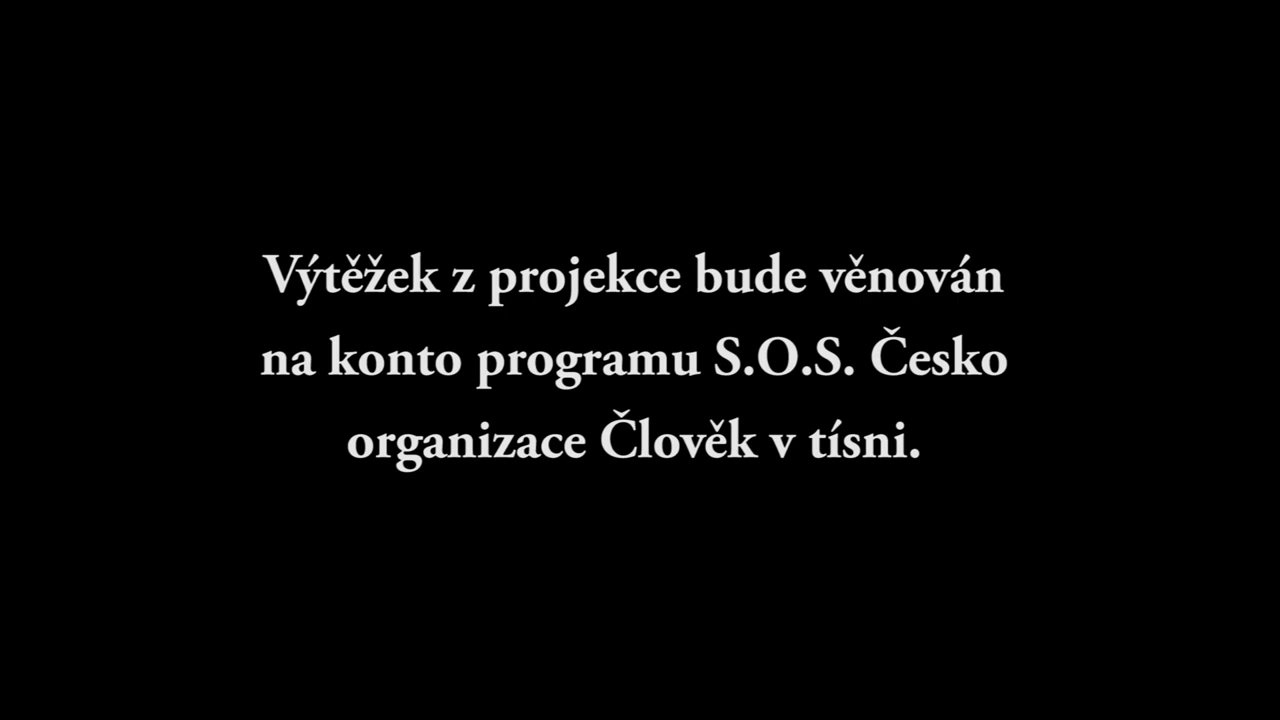 Výtěžek z projekce bude věnován
na konto programu S.O.S. Česko
organizace Člověk v tísni.